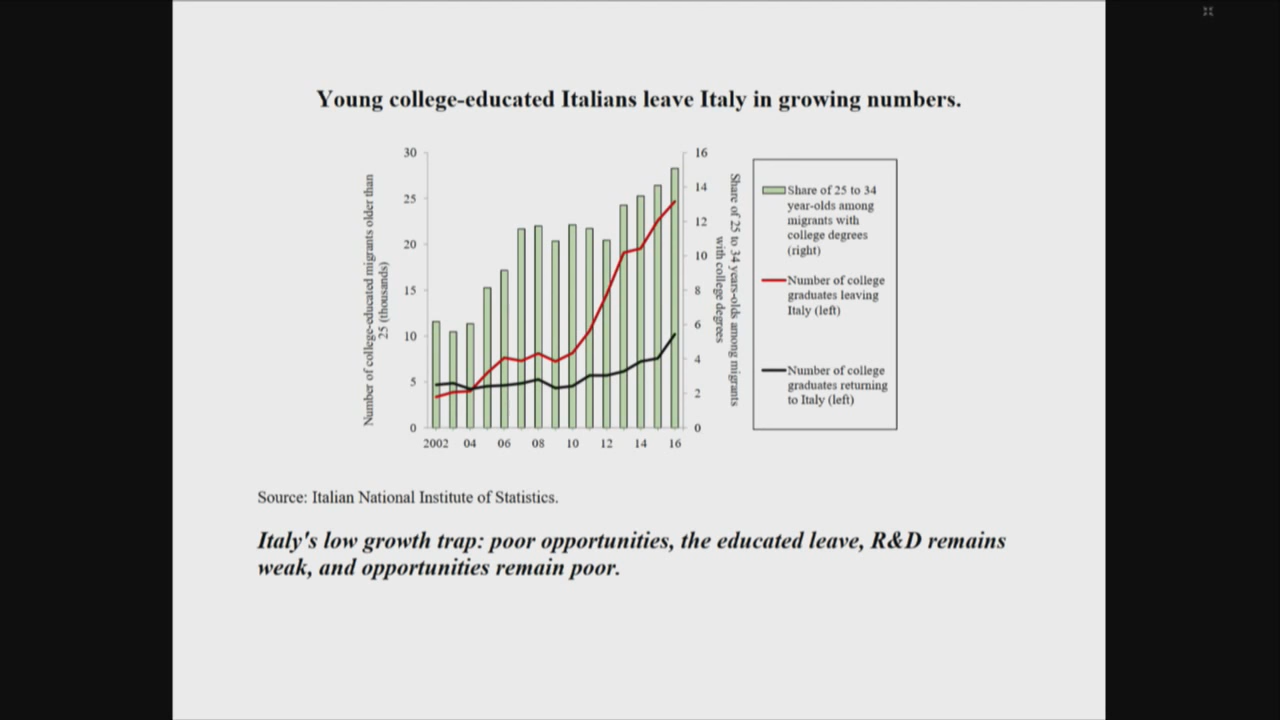 Young college-educated Italians leave Italy in growing numbers.
Number of college-educated migrants older than
25 (thousands)
30
25
20
15
10
5
0
2002 04 06 08 10 12 14 16
16
14
12
10
8
6
4
2
0
Share of 25 to 34 years-olds among migrants
with college degrees
Share of 25 to 34
year-olds among
migrants with
college degrees
(right)
Number of college
graduates leaving
Italy (left)
Number of college
graduates returning
to Italy (left)
Source: Italian National Institute of Statistics.
Italy's low growth trap: poor opportunities, the educated leave, R&D remains
weak, and opportunities remain poor.